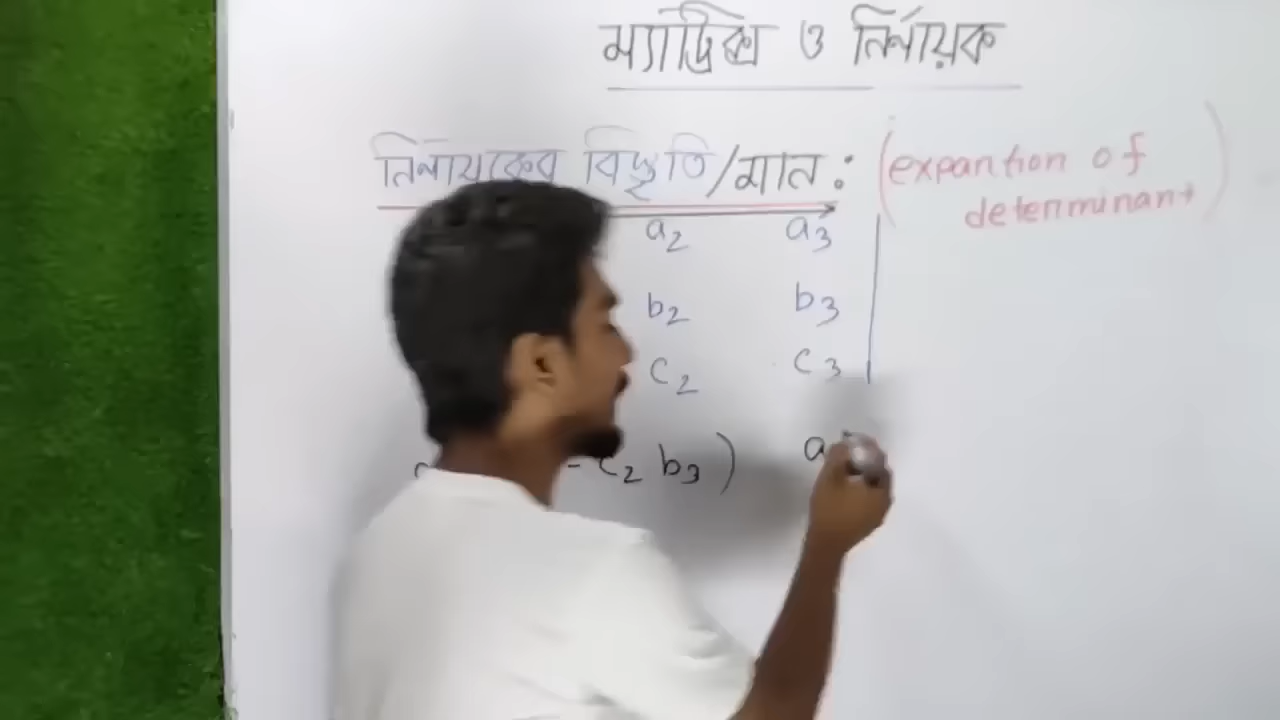 ম্যাট্রিক্স ও নির্নায়ক
নির্নায়কের বিস্তৃতি/মান : (expantion of
determinant)
a2 a3
b2 b3
c2 c3
- c2 b3) a